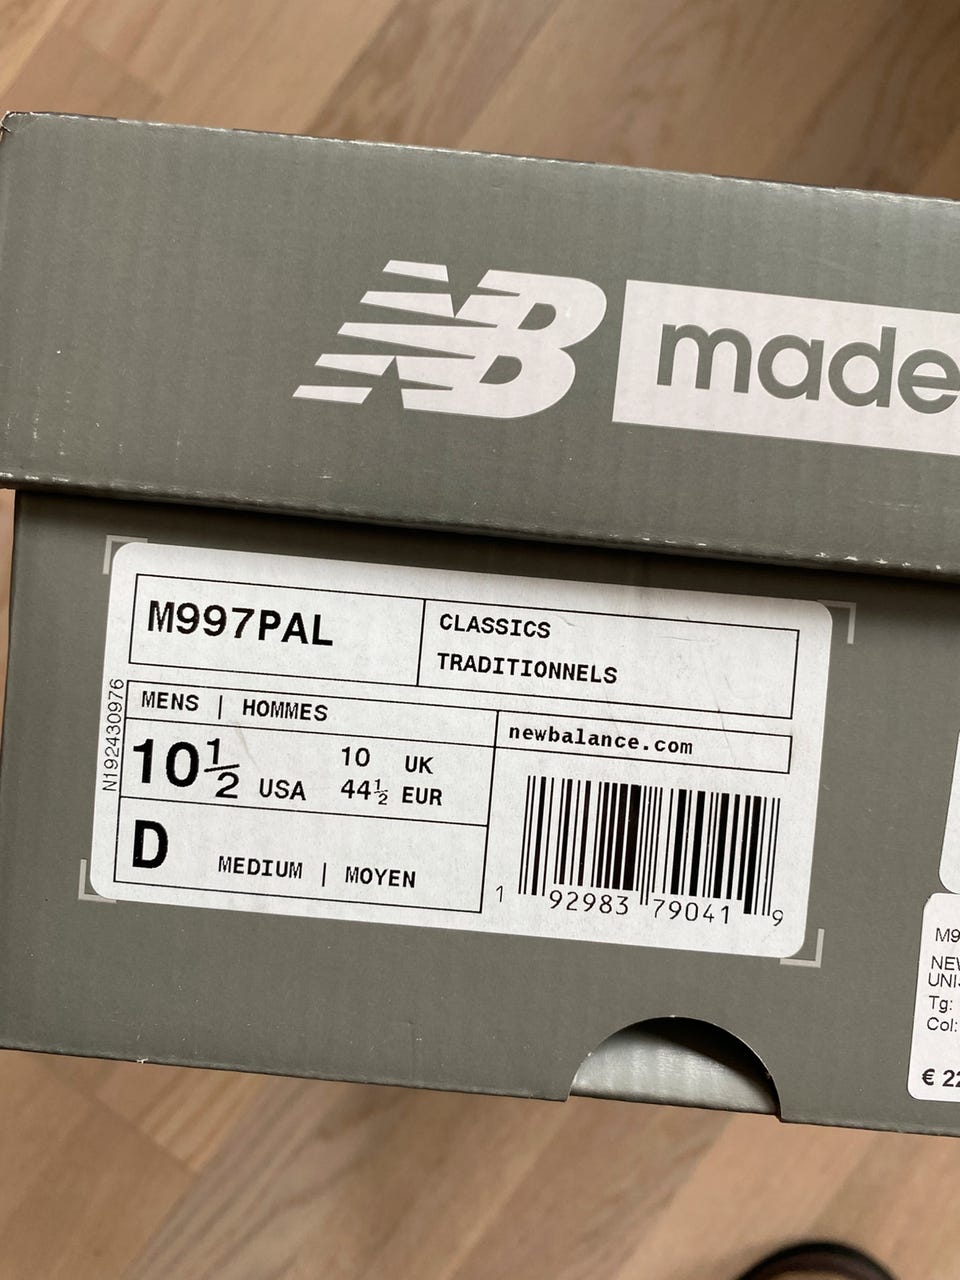 NB made
M997PAL
CLASSICS
TRADITIONNELS
N192430976
MENS | HOMMES
newbalance.com
10½ USA
10 UK
44½ EUR
D MEDIUM | MOYEN
1 92983 79041 9
M9
NEW
UNIS
Tg:
Col:
€ 22